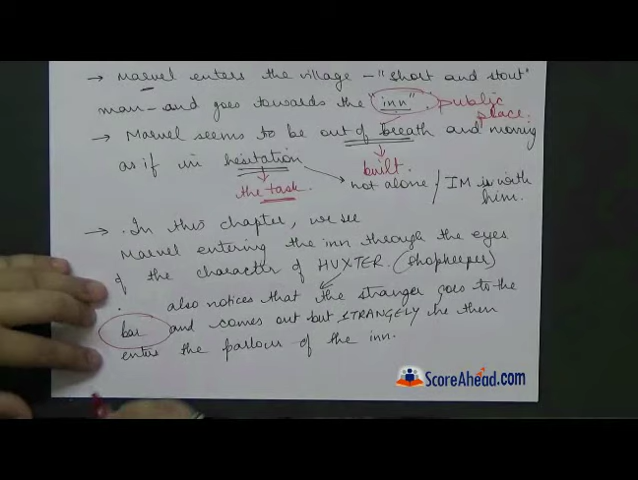 → Marvel enters the village - "short and stout"
man - and goes towards the "inn". public place.
→ Marvel seems to be out of breath and moving
as if in hesitation built.
the task. not alone / IM is with him.
→ . In this chapter, we see
Marvel entering the inn through the eyes
of the character of HUXTER. (shopkeeper)
. also notices that the stranger goes to the
bar and comes out but STRANGELY he then
enters the parlour of the inn.
ScoreAhead.com